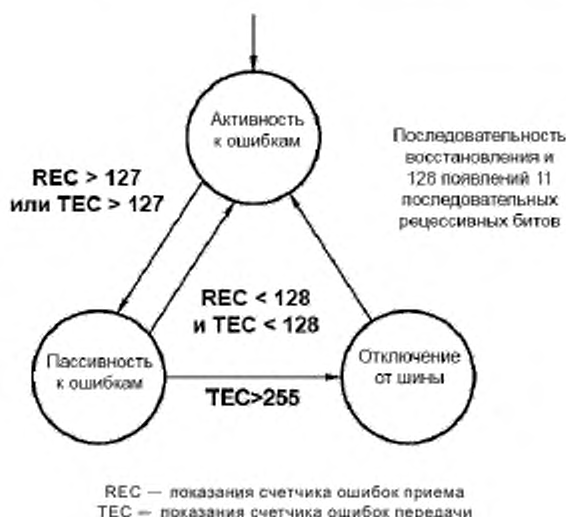 Активность
к ошибкам
REC > 127
или TEC > 127
Последовательность
восстановления и
128 появлений 11
последовательных
рецессивных битов
REC < 128
и TEC < 128
Пассивность
к ошибкам
Отключение
от шины
TEC>255
REC — показания счетчика ошибок приема
TEC — показания счетчика ошибок передачи